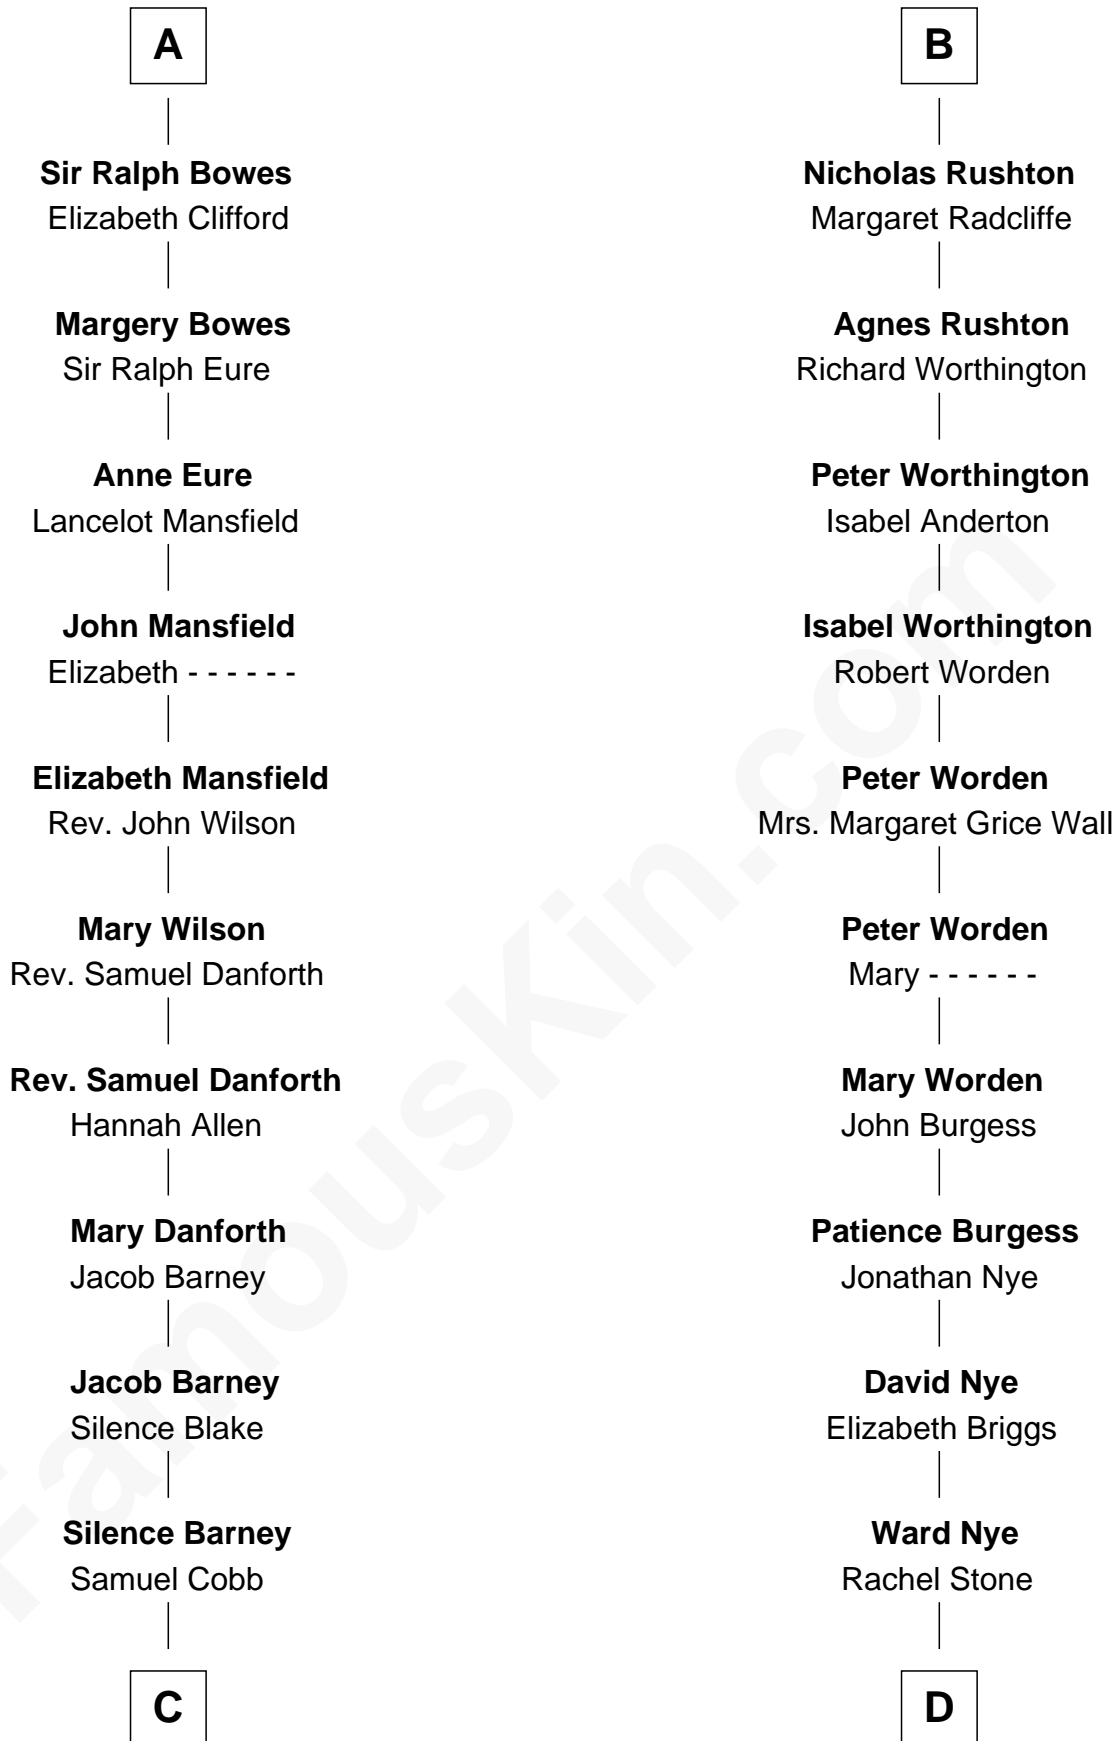 A
Sir Ralph Bowes
Elizabeth Clifford
Margery Bowes
Sir Ralph Eure
Anne Eure
Lancelot Mansfield
John Mansfield
Elizabeth - - - - - -
Elizabeth Mansfield
Rev. John Wilson
Mary Wilson
Rev. Samuel Danforth
Rev. Samuel Danforth
Hannah Allen
Mary Danforth
Jacob Barney
Jacob Barney
Silence Blake
Silence Barney
Samuel Cobb
C
B
Nicholas Rushton
Margaret Radcliffe
Agnes Rushton
Richard Worthington
Peter Worthington
Isabel Anderton
Isabel Worthington
Robert Worden
Peter Worden
Mrs. Margaret Grice Wall
Peter Worden
Mary - - - - - -
Mary Worden
John Burgess
Patience Burgess
Jonathan Nye
David Nye
Elizabeth Briggs
Ward Nye
Rachel Stone
D
FamousKin.com